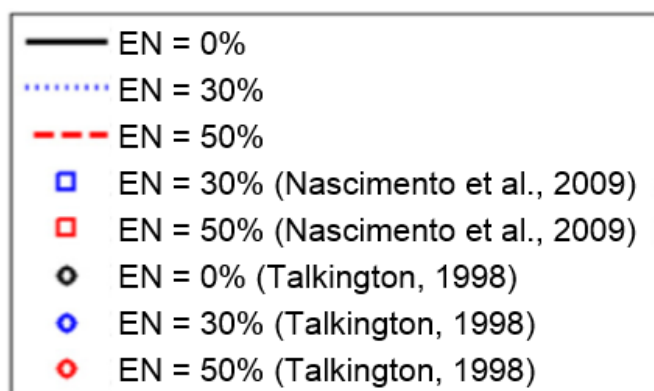 EN = 0%
EN = 30%
EN = 50%
EN = 30% (Nascimento et al., 2009)
EN = 50% (Nascimento et al., 2009)
EN = 0% (Talkington, 1998)
EN = 30% (Talkington, 1998)
EN = 50% (Talkington, 1998)